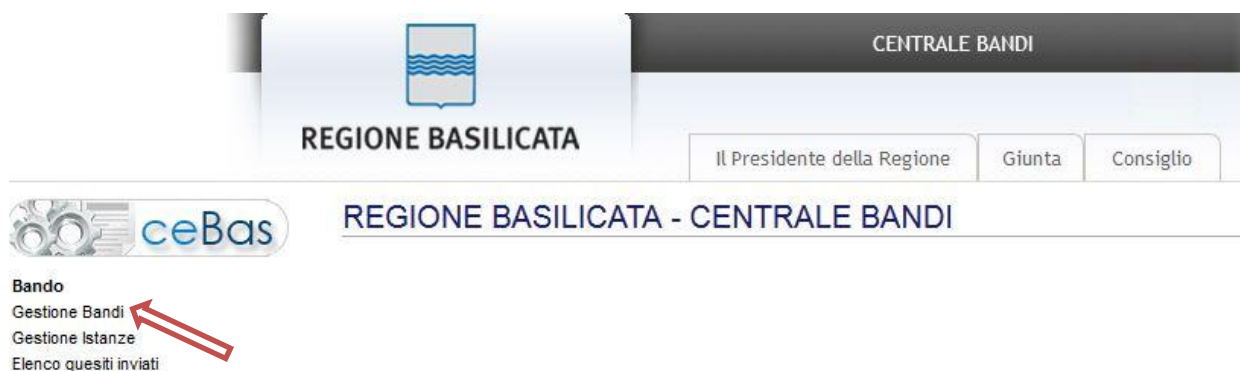 CENTRALE BANDI
REGIONE BASILICATA
Il Presidente della Regione
Giunta
Consiglio
ceBas
REGIONE BASILICATA - CENTRALE BANDI
Bando
Gestione Bandi
Gestione Istanze
Elenco quesiti inviati